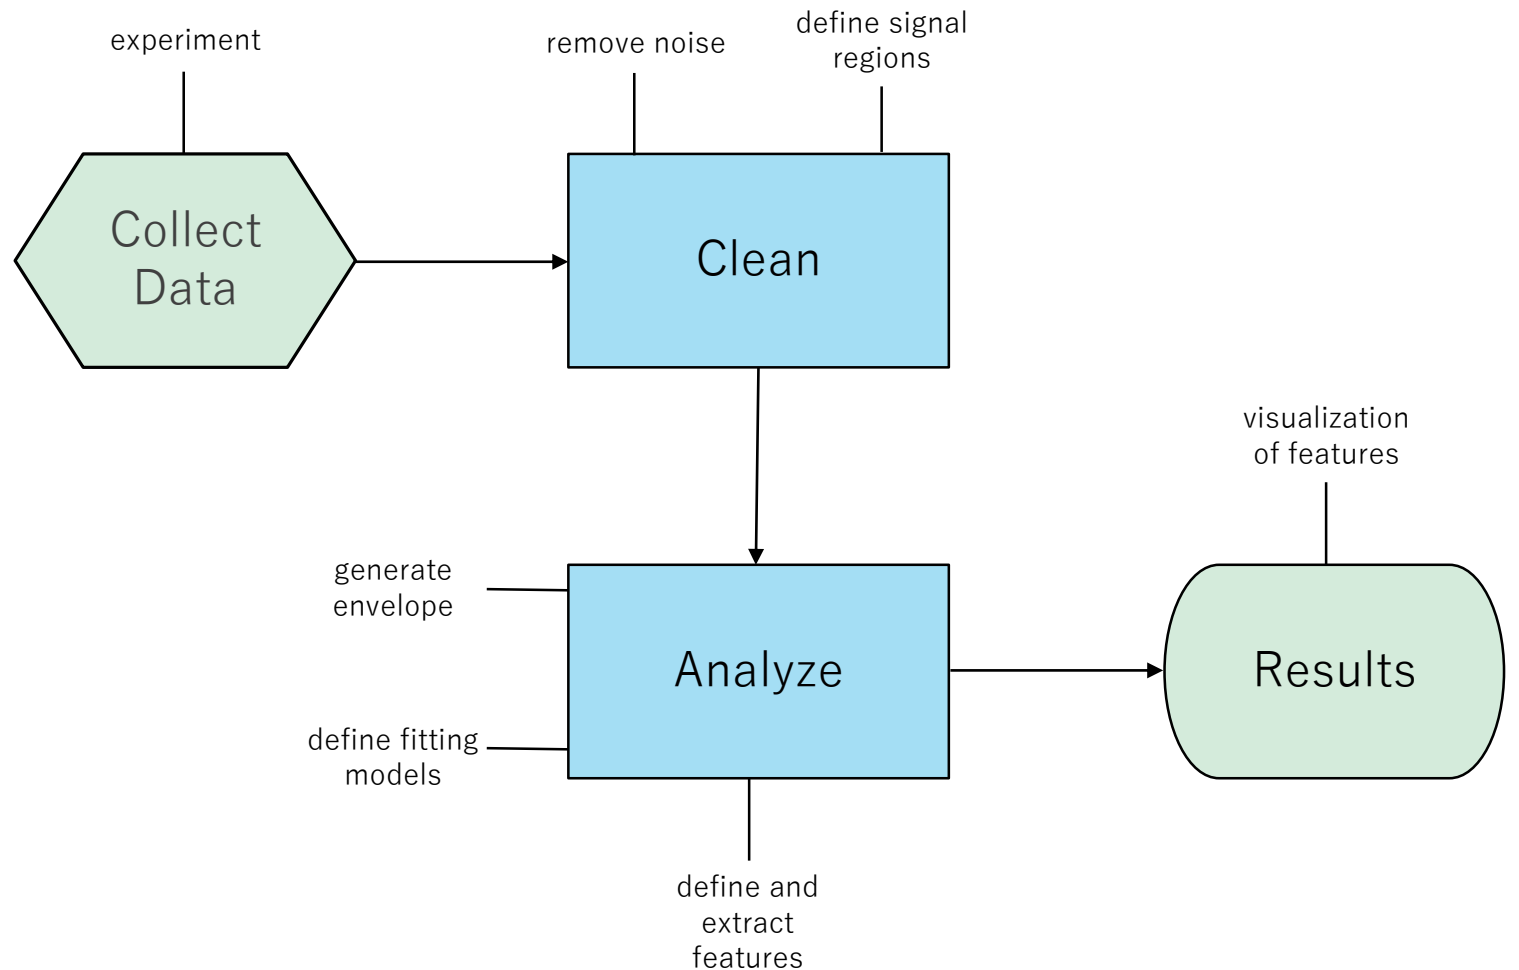 experiment
remove noise
define signal
regions
Collect
Data
Clean
visualization
of features
generate
envelope
Analyze
Results
define fitting
models
define and
extract
features